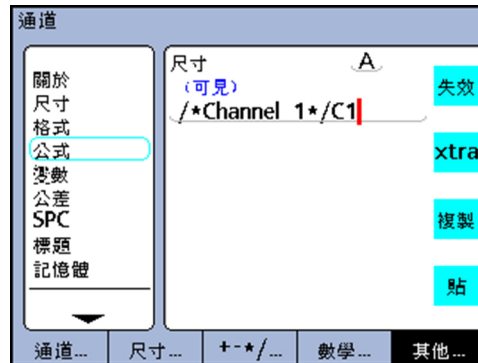 通道
關於
尺寸
格式
公式
變數
公差
SPC
標題
記憶體
尺寸 A
(可見)
/*Channel 1*/C1
失效
xtra
複製
貼
通道... 尺寸... +-*/... 數學... 其他...